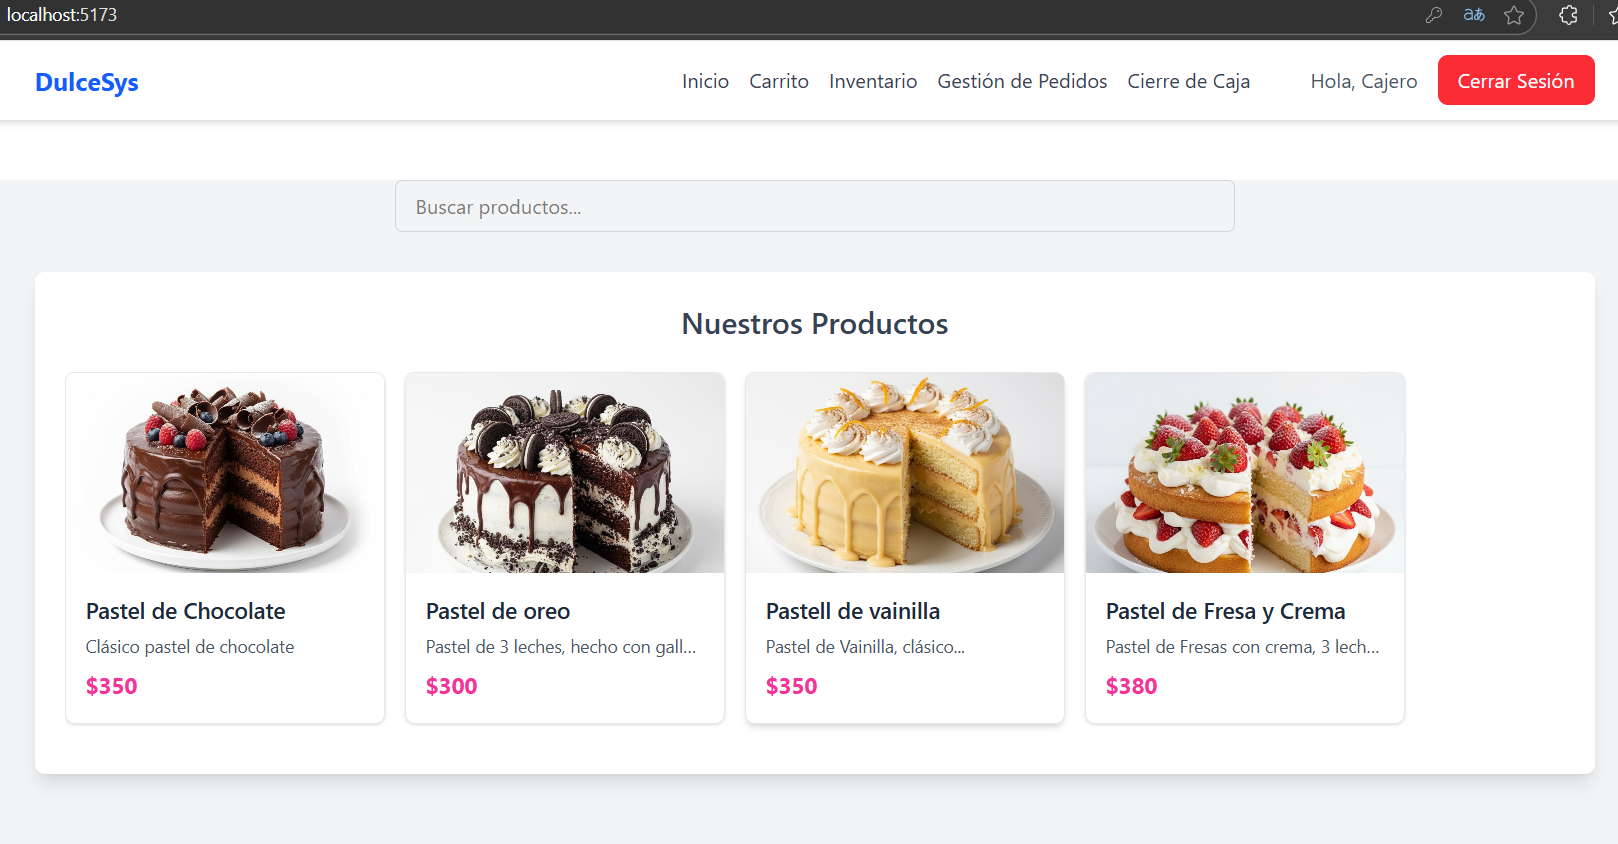 localhost:5173
DulceSys
Inicio Carrito Inventario Gestión de Pedidos Cierre de Caja Hola, Cajero Cerrar Sesión
Buscar productos...
Nuestros Productos
Pastel de Chocolate
Clásico pastel de chocolate
$350
Pastel de oreo
Pastel de 3 leches, hecho con gall...
$300
Pastell de vainilla
Pastel de Vainilla, clásico...
$350
Pastel de Fresa y Crema
Pastel de Fresas con crema, 3 lech...
$380